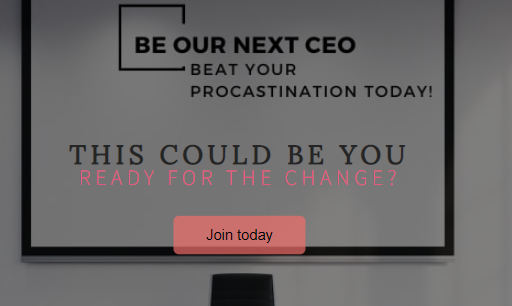 BE OUR NEXT CEO
BEAT YOUR
PROCASTINATION TODAY!
THIS COULD BE YOU
READY FOR THE CHANGE?
Join today